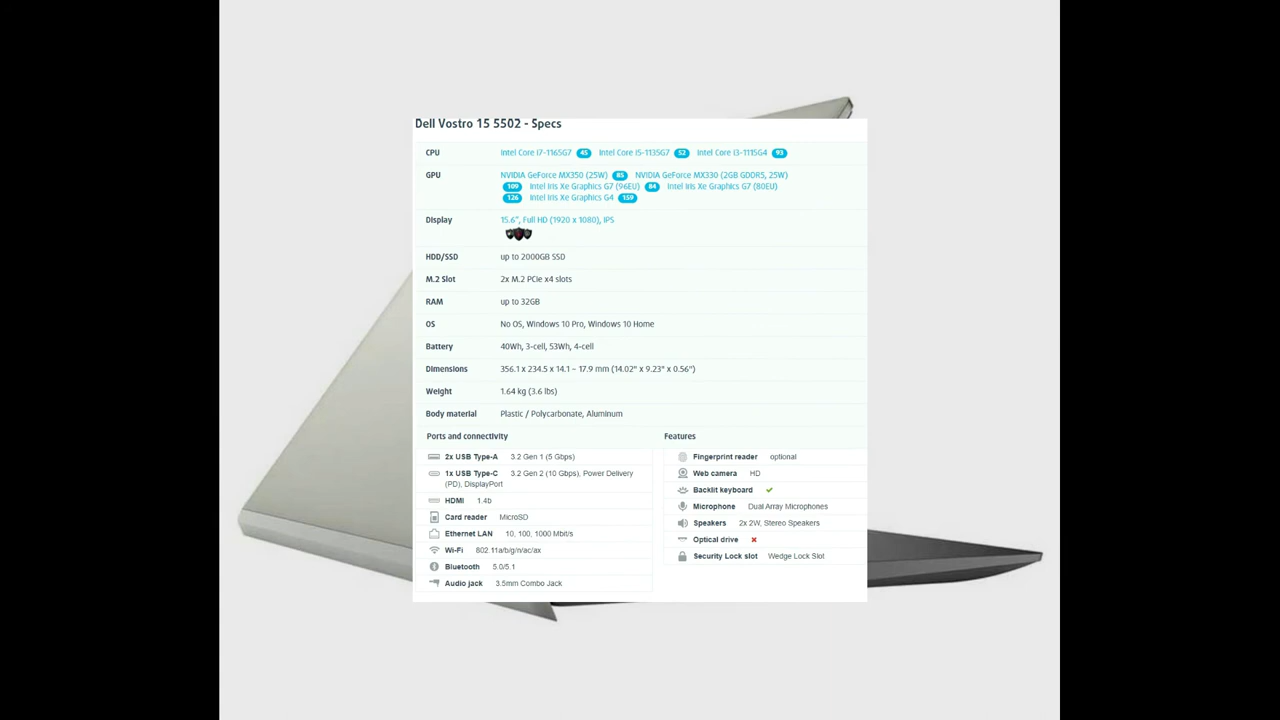 Dell Vostro 15 5502 - Specs
CPU Intel Core i7-1165G7 45 Intel Core i5-1135G7 52 Intel Core i3-1115G4 93
GPU NVIDIA GeForce MX350 (25W) 85 NVIDIA GeForce MX330 (2GB GDDR5, 25W)
109 Intel Iris Xe Graphics G7 (96EU) 84 Intel Iris Xe Graphics G7 (80EU)
126 Intel Iris Xe Graphics G4 159
Display 15.6", Full HD (1920 x 1080), IPS
HDD/SSD up to 2000GB SSD
M.2 Slot 2x M.2 PCIe x4 slots
RAM up to 32GB
OS No OS, Windows 10 Pro, Windows 10 Home
Battery 40Wh, 3-cell, 53Wh, 4-cell
Dimensions 356.1 x 234.5 x 14.1 - 17.9 mm (14.02" x 9.23" x 0.56")
Weight 1.64 kg (3.6 lbs)
Body material Plastic / Polycarbonate, Aluminum
Ports and connectivity
2x USB Type-A 3.2 Gen 1 (5 Gbps)
1x USB Type-C 3.2 Gen 2 (10 Gbps), Power Delivery
(PD), DisplayPort
HDMI 1.4b
Card reader MicroSD
Ethernet LAN 10, 100, 1000 Mbit/s
Wi-Fi 802.11a/b/g/n/ac/ax
Bluetooth 5.0/5.1
Audio jack 3.5mm Combo Jack
Features
Fingerprint reader optional
Web camera HD
Backlit keyboard
Microphone Dual Array Microphones
Speakers 2x 2W, Stereo Speakers
Optical drive
Security Lock slot Wedge Lock Slot